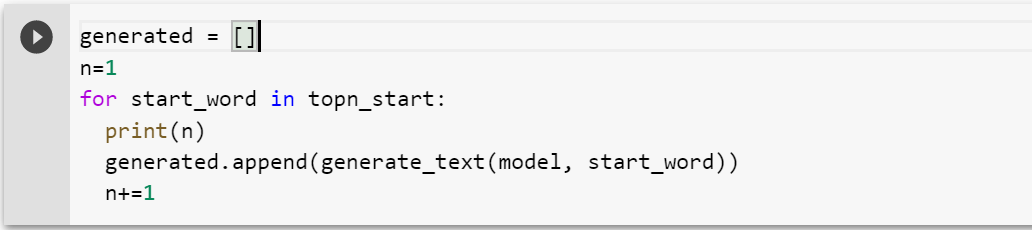 generated = []
n=1
for start_word in topn_start:
  print(n)
  generated.append(generate_text(model, start_word))
  n+=1